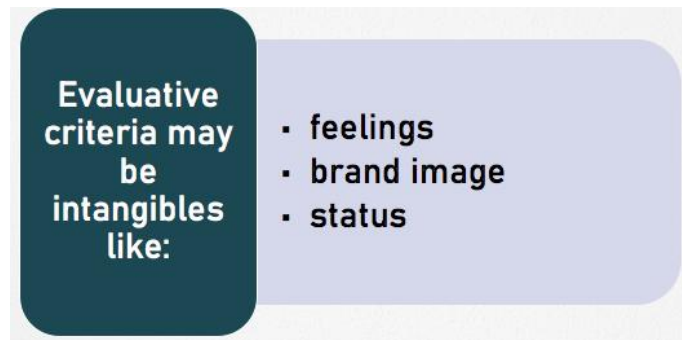 Evaluative
criteria may
be
intangibles
like:
▪ feelings
▪ brand image
▪ status